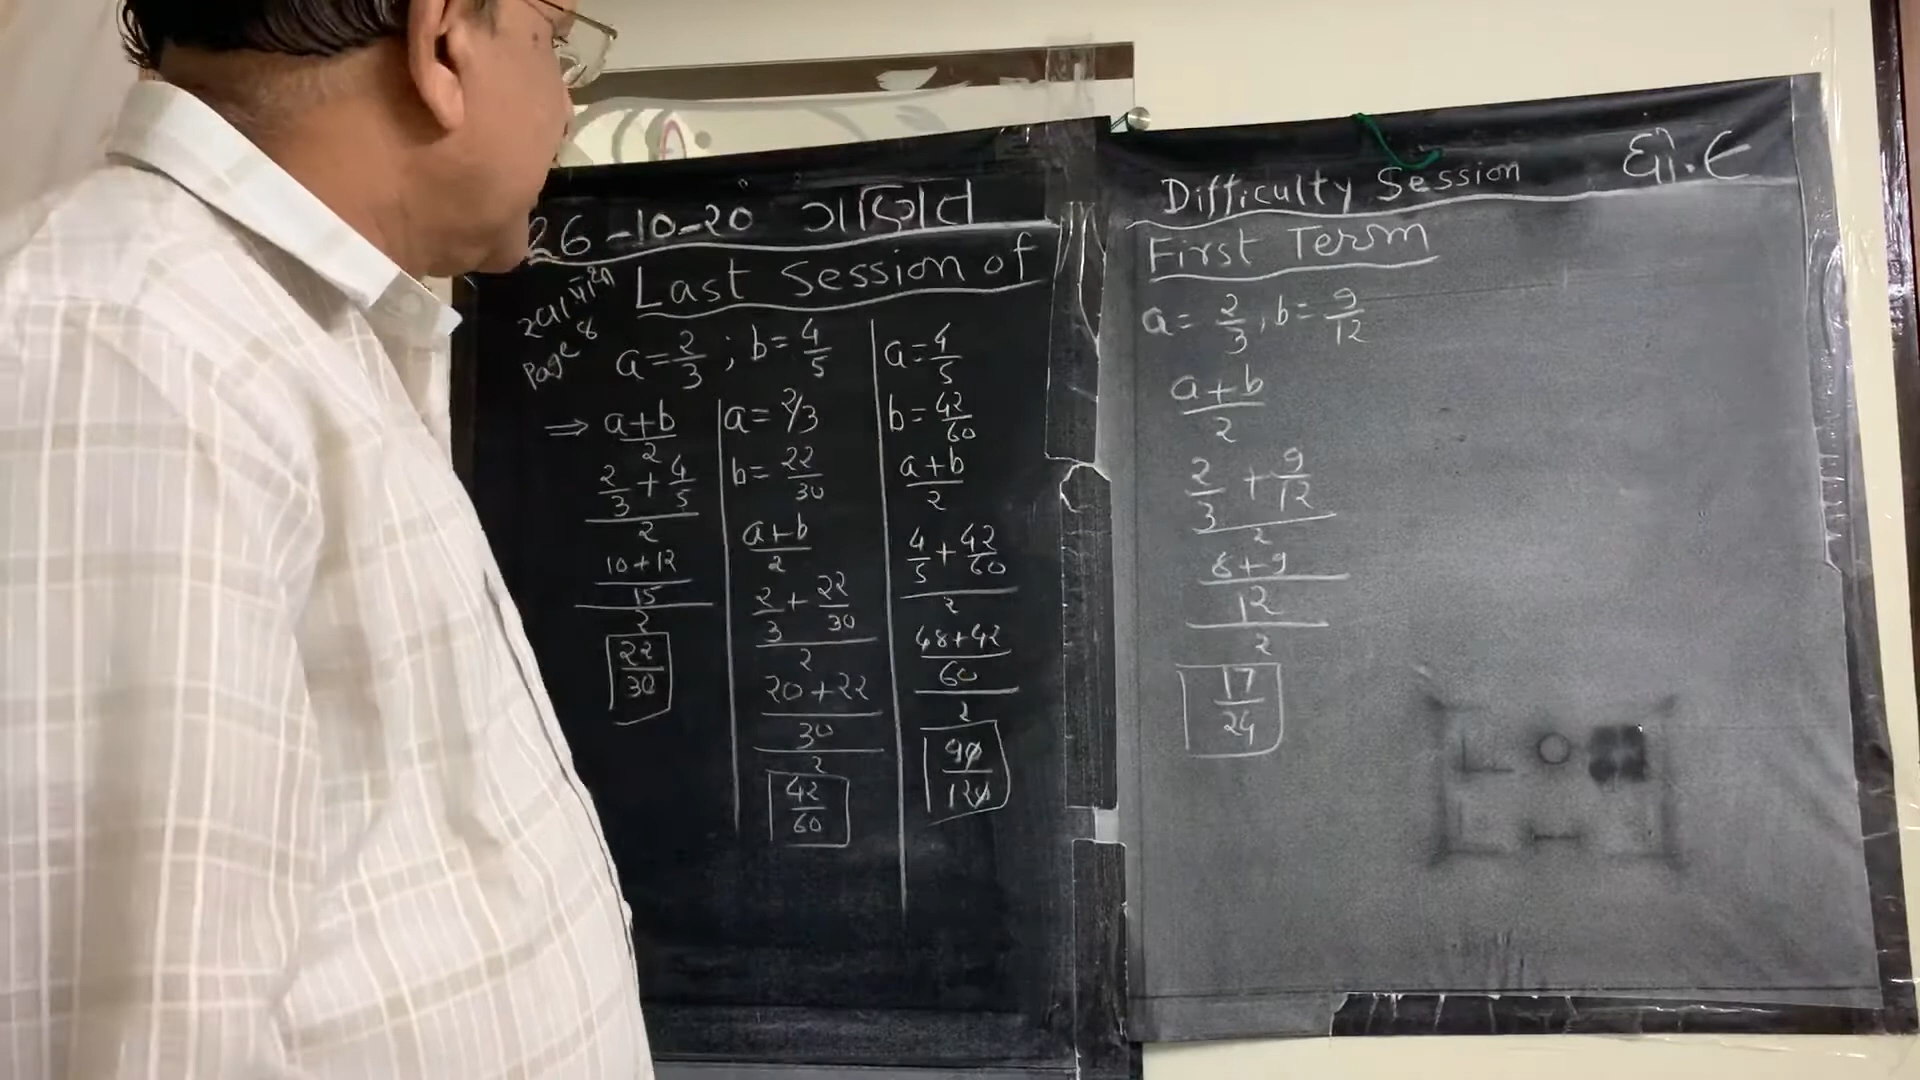 26-10-20 ગણિત
Last Session of
Page 8
a = 2/3 ; b = 4/5
⇒ a+b/2
2/3 + 4/5
2
10+12
15
2
22/30
a = 2/3
b = 22/30
a+b/2
2/3 + 22/30
2
20+22
30
2
42/60
a = 4/5
b = 42/60
a+b/2
4/5 + 42/60
2
48+42
60
2
90/120
Difficulty Session ધો.૯
First Term
a = 2/3, b = 9/12
a+b/2
2/3 + 9/12
2
8+9
12
2
17/24